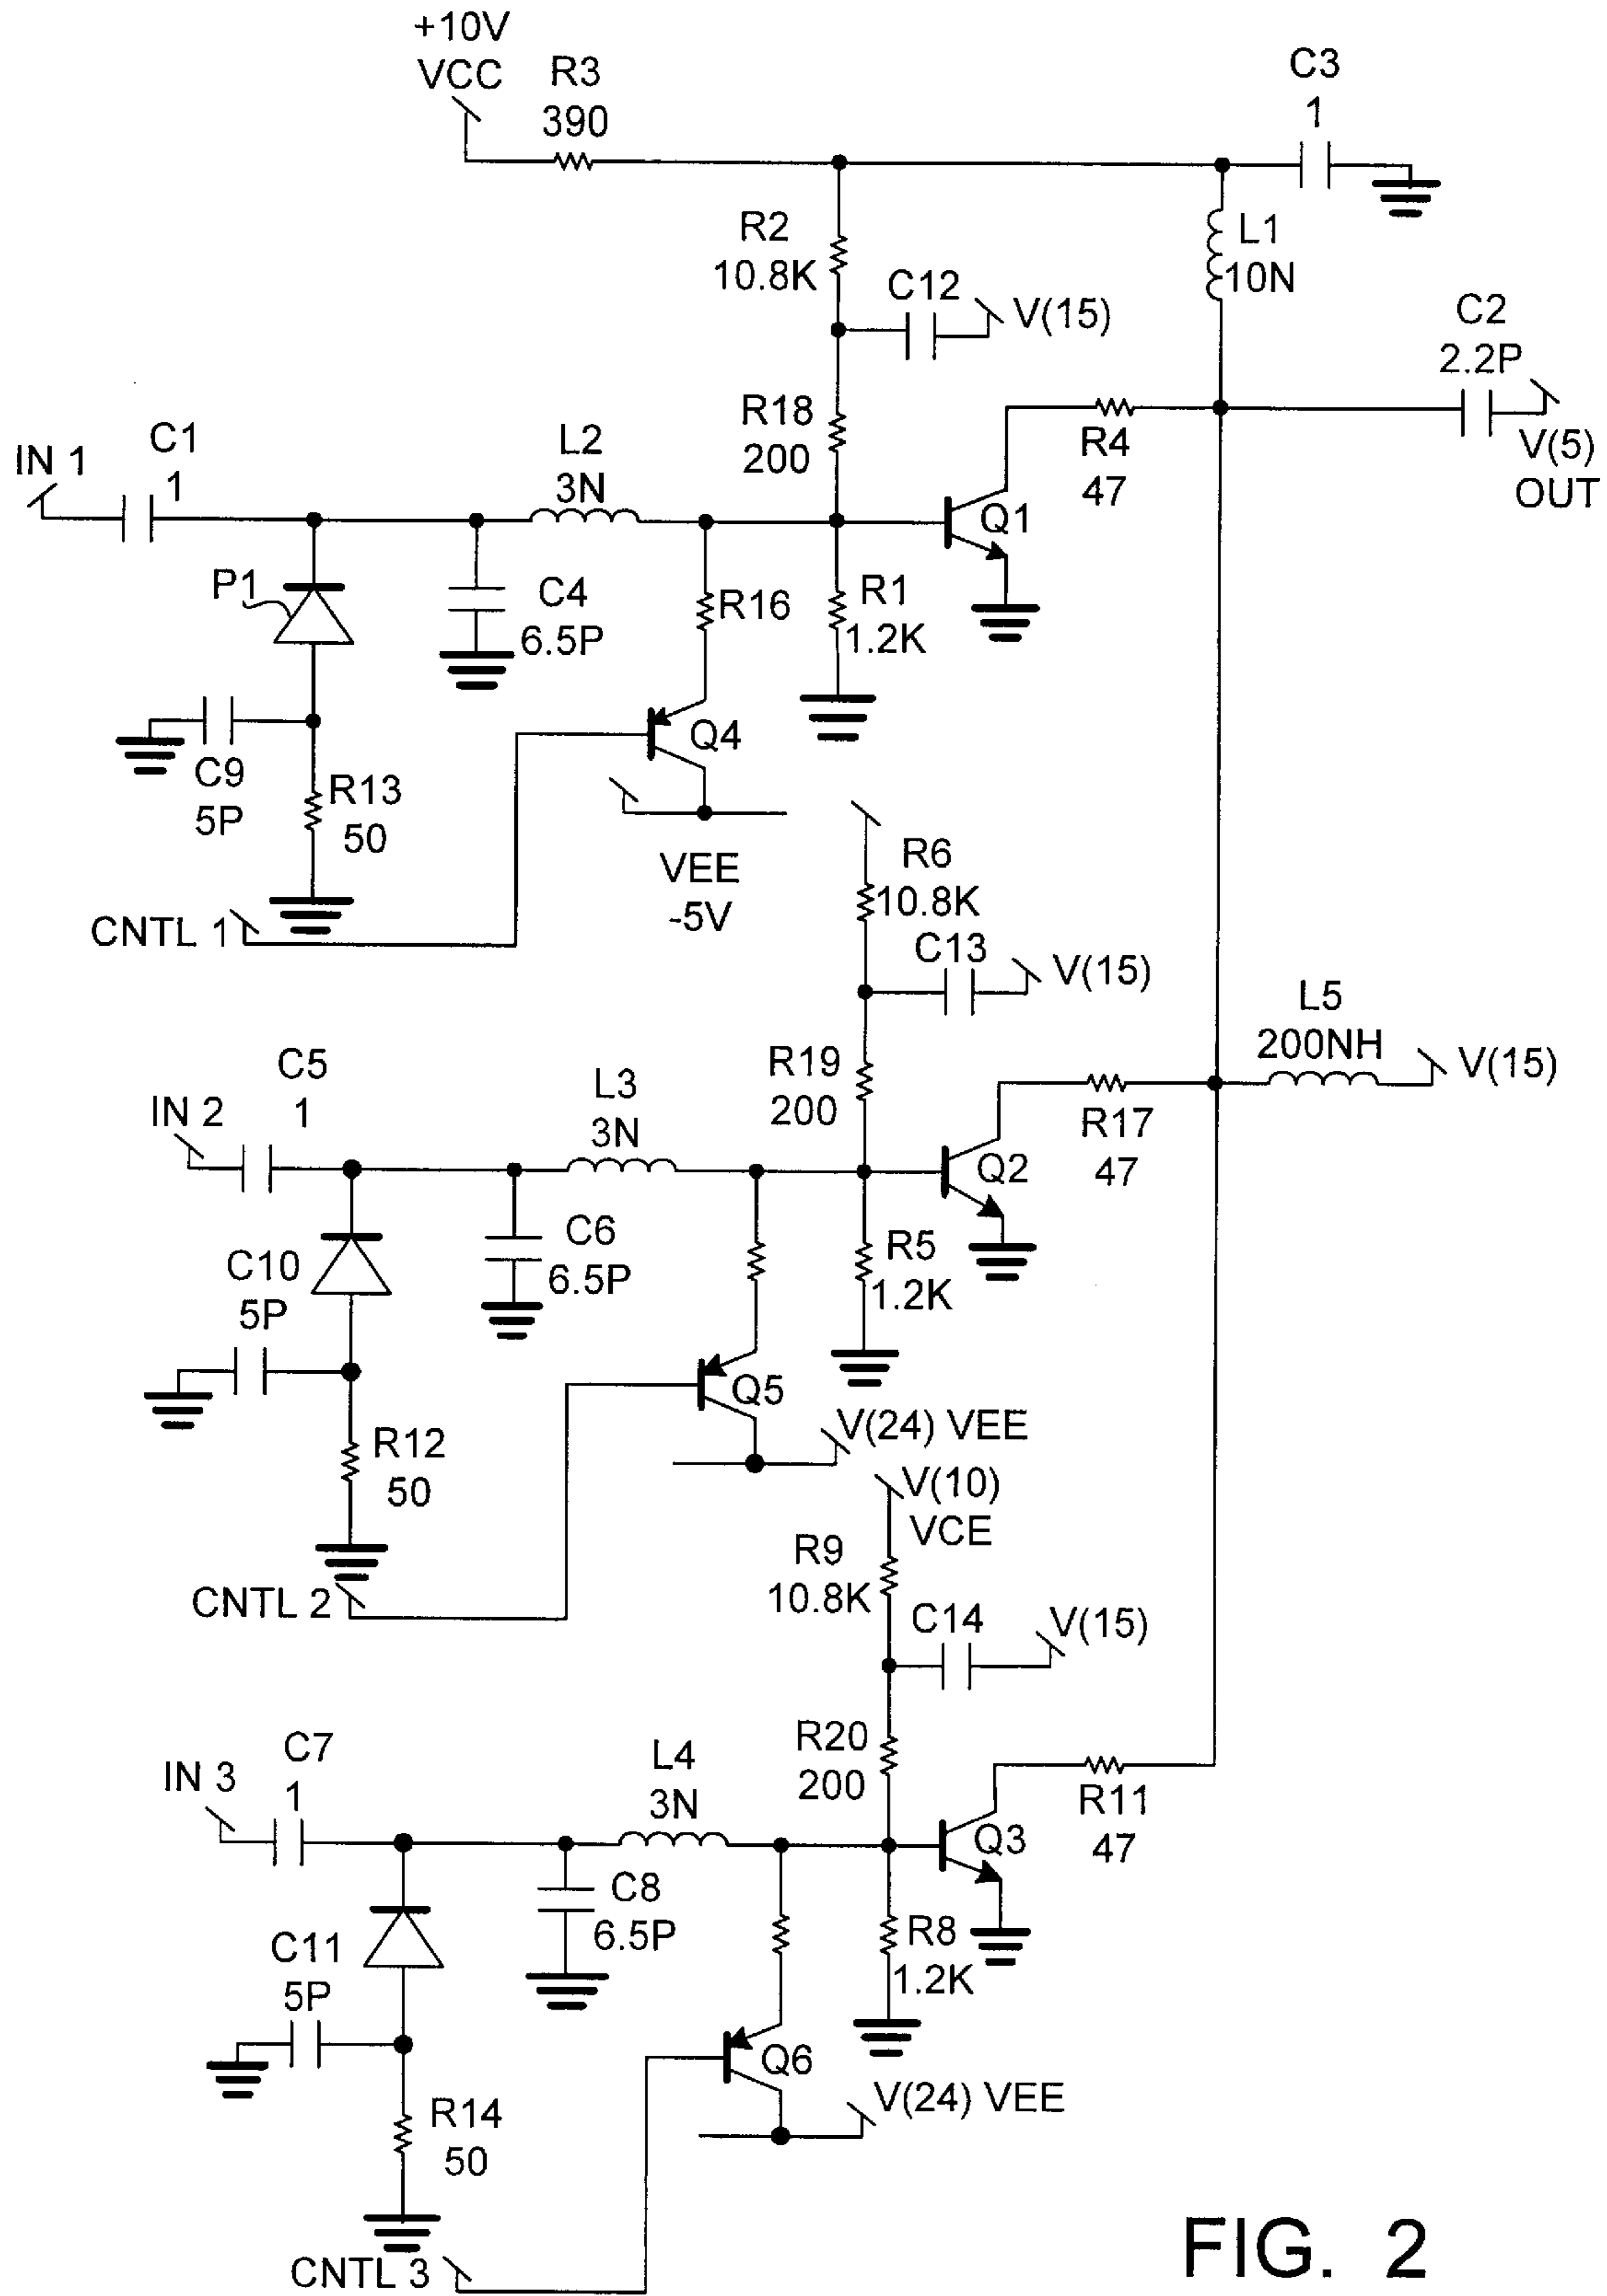 +10V
VCC
R3
390
C3
1
R2
10.8K
L1
10N
C12
V(15)
C2
2.2P
R18
200
R4
47
V(5)
OUT
IN 1
C1
1
L2
3N
Q1
P1
C4
6.5P
R16
R1
1.2K
C9
5P
R13
50
Q4
VEE
-5V
CNTL 1
R6
10.8K
C13
V(15)
L5
200NH
V(15)
R19
200
R17
47
IN 2
C5
1
L3
3N
Q2
C10
5P
C6
6.5P
R5
1.2K
Q5
R12
50
V(24) VEE
V(10)
VCE
CNTL 2
R9
10.8K
C14
V(15)
R20
200
R11
47
IN 3
C7
1
L4
3N
Q3
C11
5P
C8
6.5P
R8
1.2K
Q6
R14
50
V(24) VEE
CNTL 3
FIG. 2